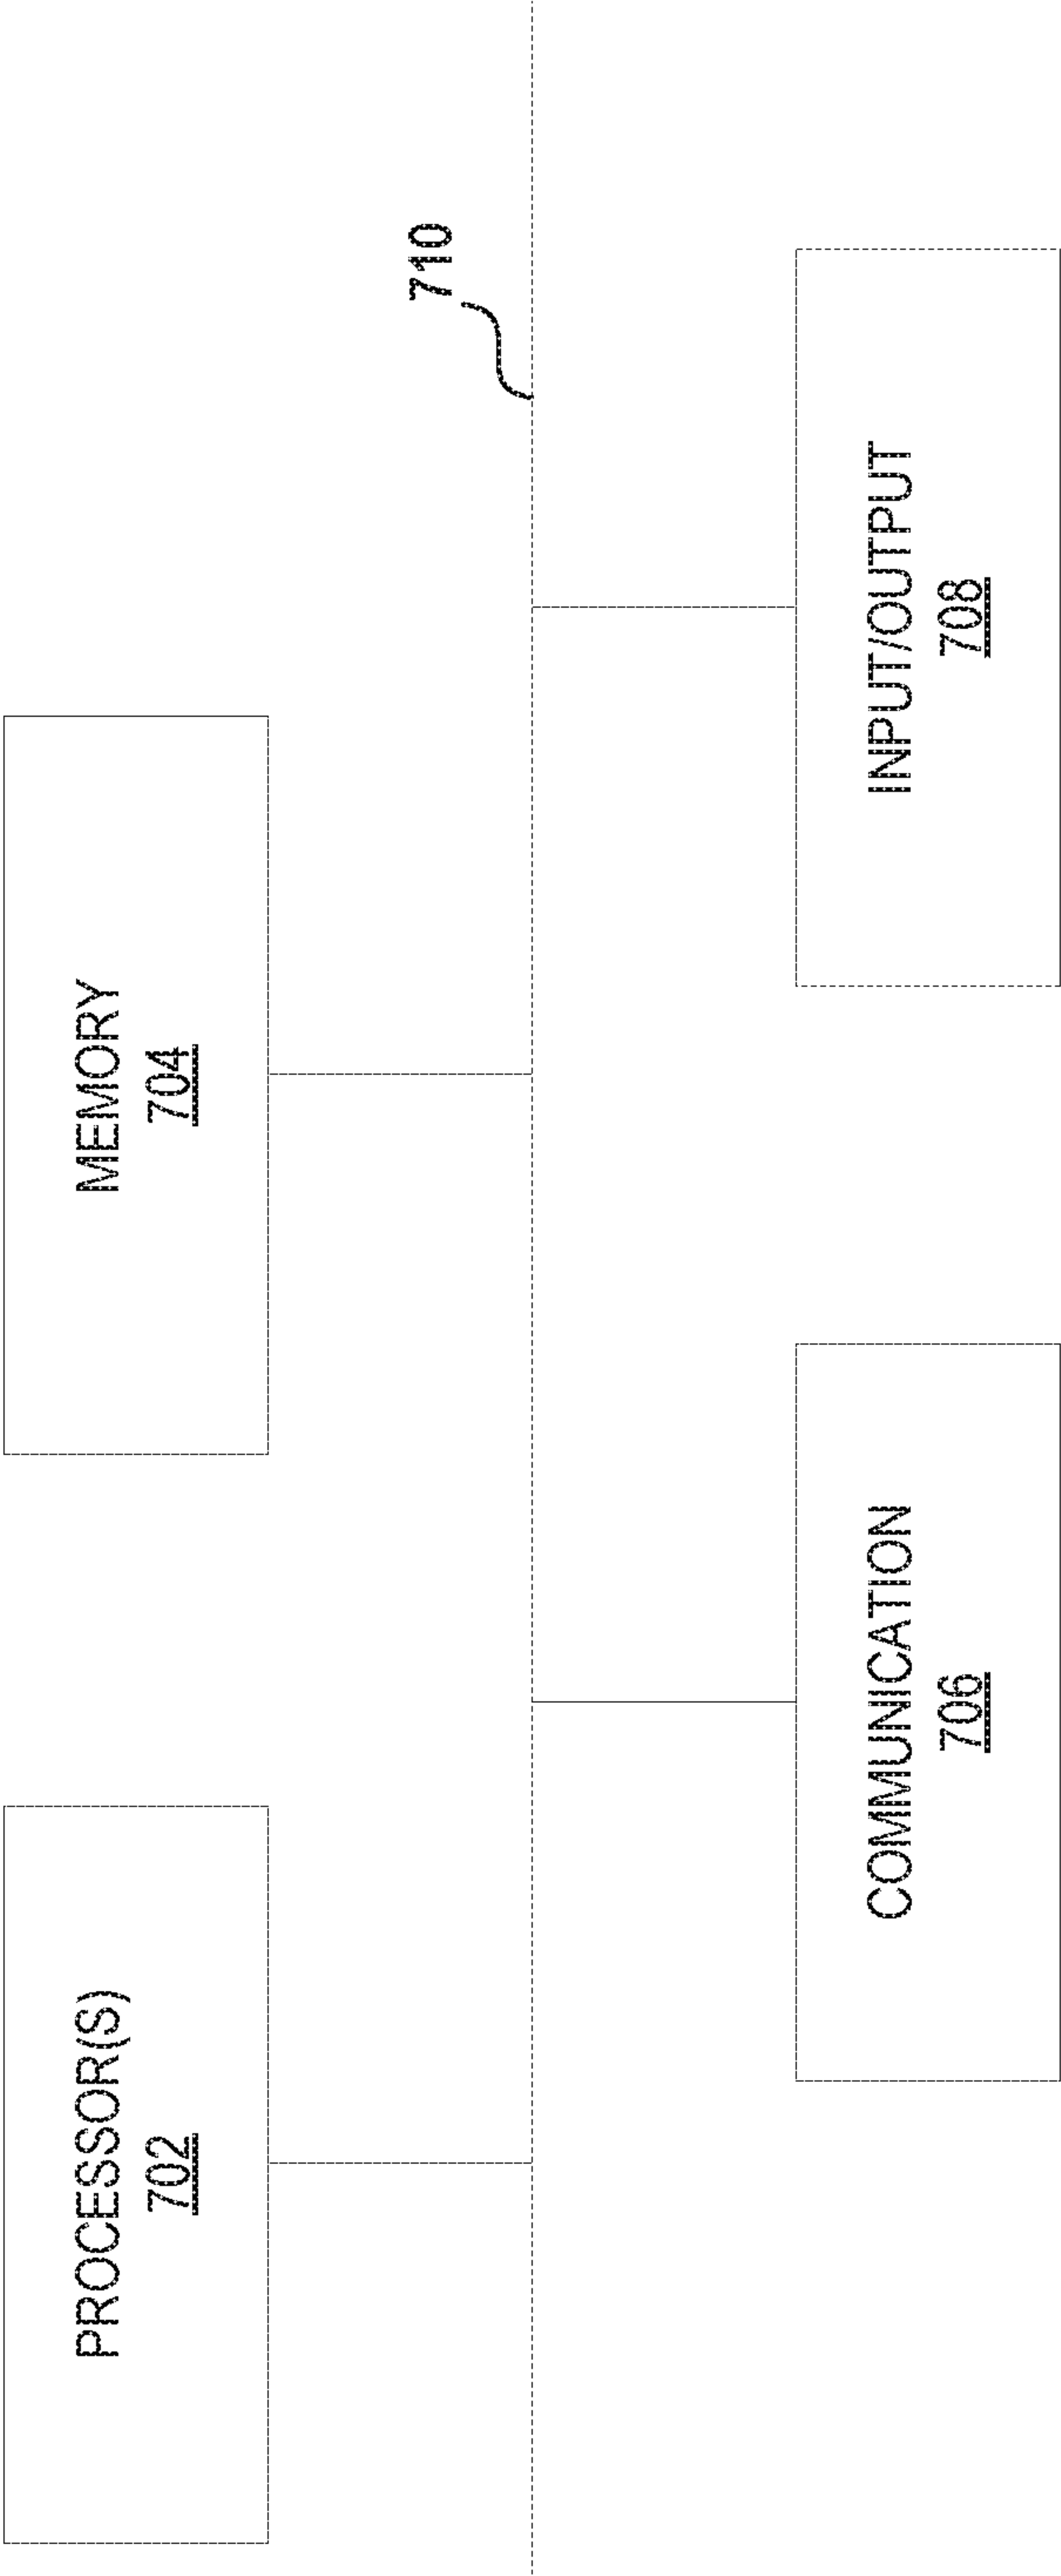 PROCESSOR(S)
702
MEMORY
704
710
COMMUNICATION
706
INPUT/OUTPUT
708